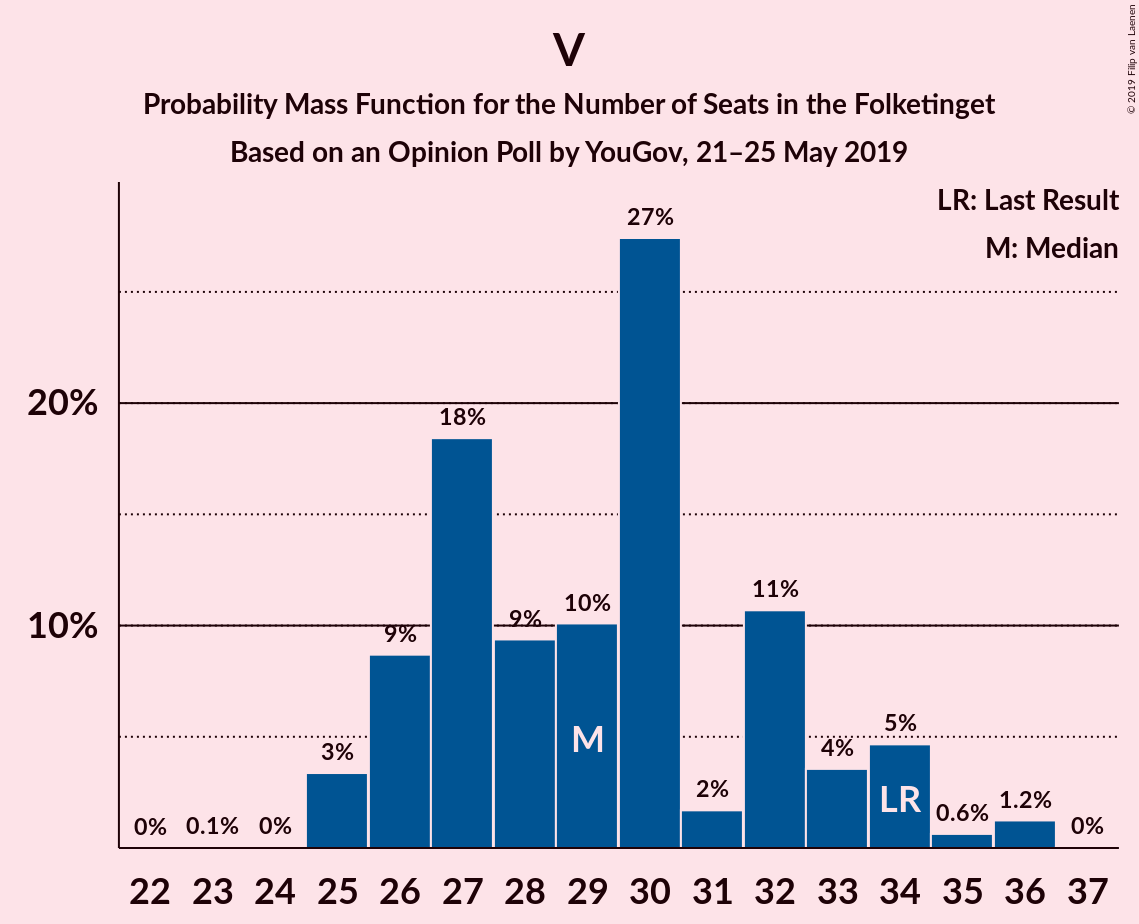 V
Probability Mass Function for the Number of Seats in the Folketinget
Based on an Opinion Poll by YouGov, 21–25 May 2019
© 2019 Filip van Laenen
LR: Last Result
M: Median
20%
10%
0%
0.1%
0%
3%
9%
18%
9%
10%
27%
2%
11%
4%
5%
0.6%
1.2%
0%
M
LR
22 23 24 25 26 27 28 29 30 31 32 33 34 35 36 37